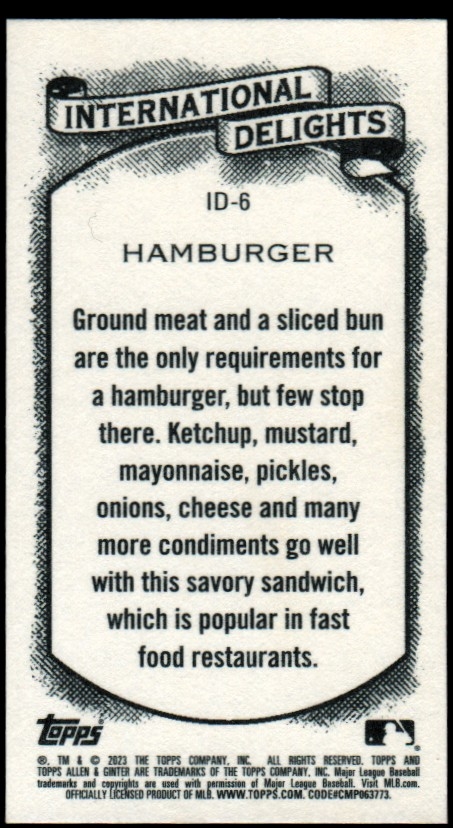 INTERNATIONAL
DELIGHTS
ID-6
HAMBURGER
Ground meat and a sliced bun
are the only requirements for
a hamburger, but few stop
there. Ketchup, mustard,
mayonnaise, pickles,
onions, cheese and many
more condiments go well
with this savory sandwich,
which is popular in fast
food restaurants.
Topps®
®, TM & © 2023 THE TOPPS COMPANY, INC. ALL RIGHTS RESERVED. TOPPS AND
TOPPS ALLEN & GINTER ARE TRADEMARKS OF THE TOPPS COMPANY, INC. Major League Baseball
trademarks and copyrights are used with permission of Major League Baseball. Visit MLB.com.
OFFICIALLY LICENSED PRODUCT OF MLB. WWW.TOPPS.COM. CODE#CMP063773.